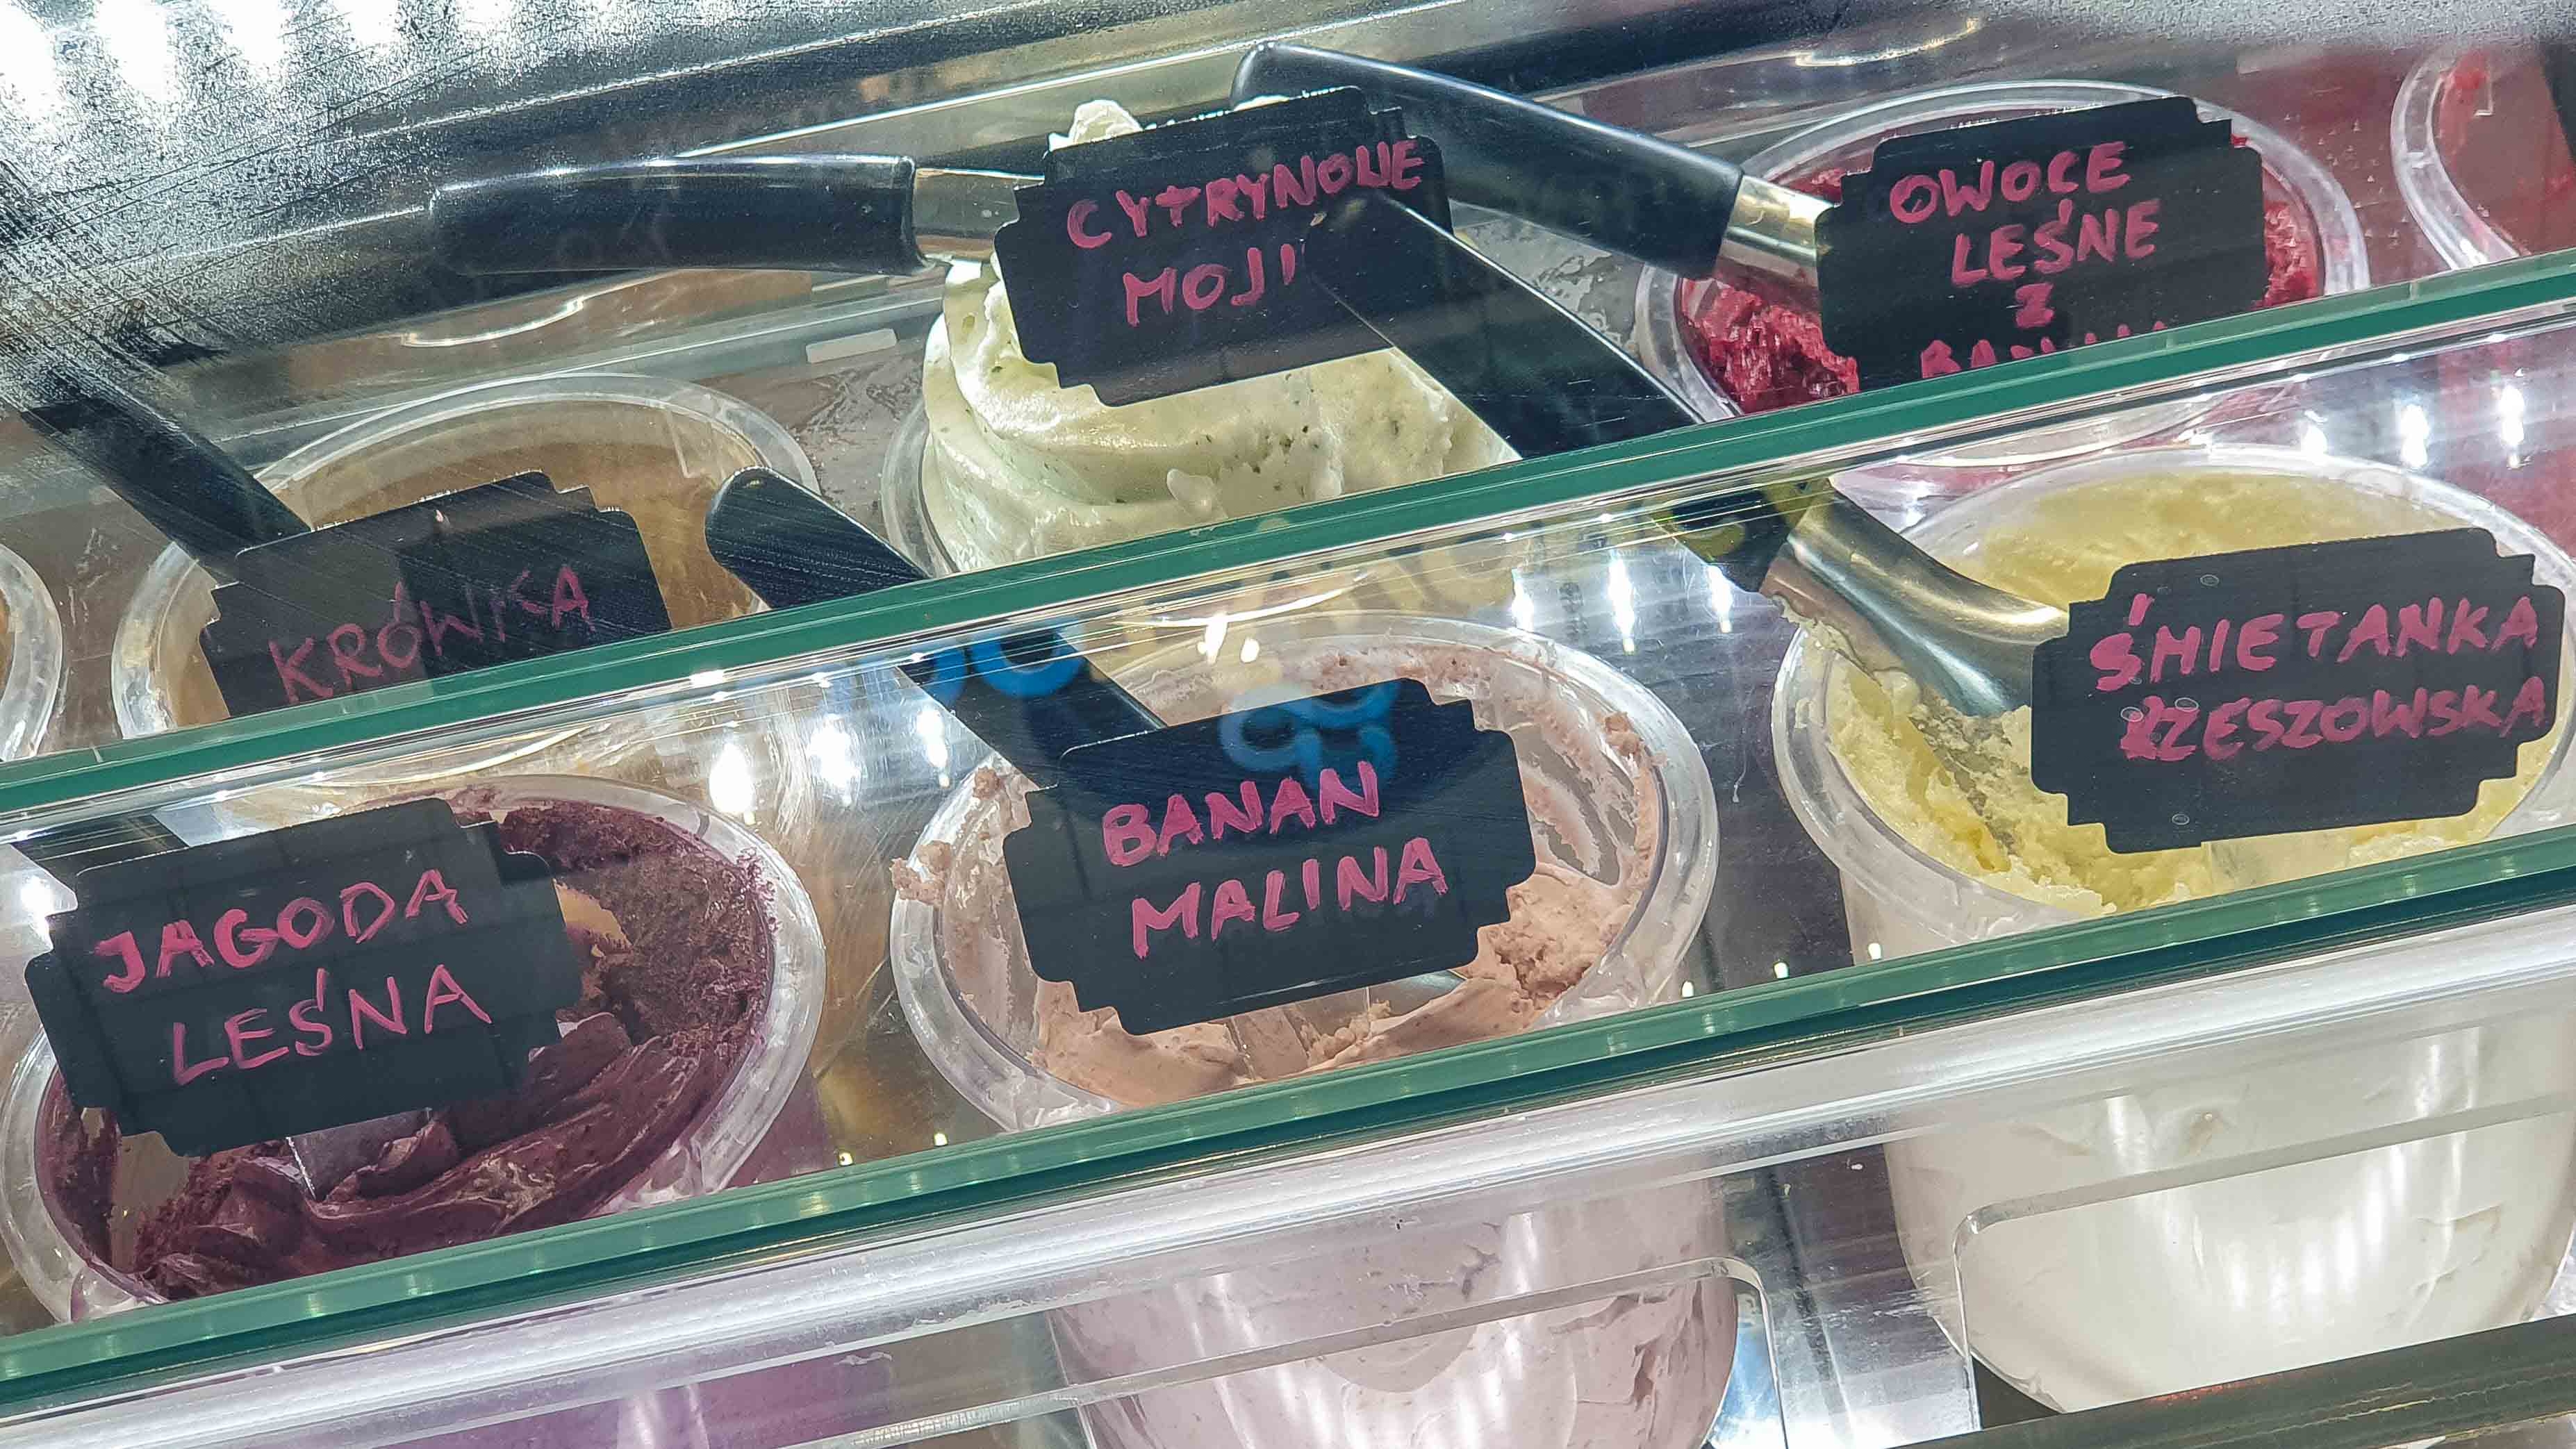 CYTRYNOWE
OWOCE
LEŚNE
Z
KRÓWKA
ŚMIETANKA
RZESZOWSKA
BANAN
MALINA
JAGODA
LEŚNA